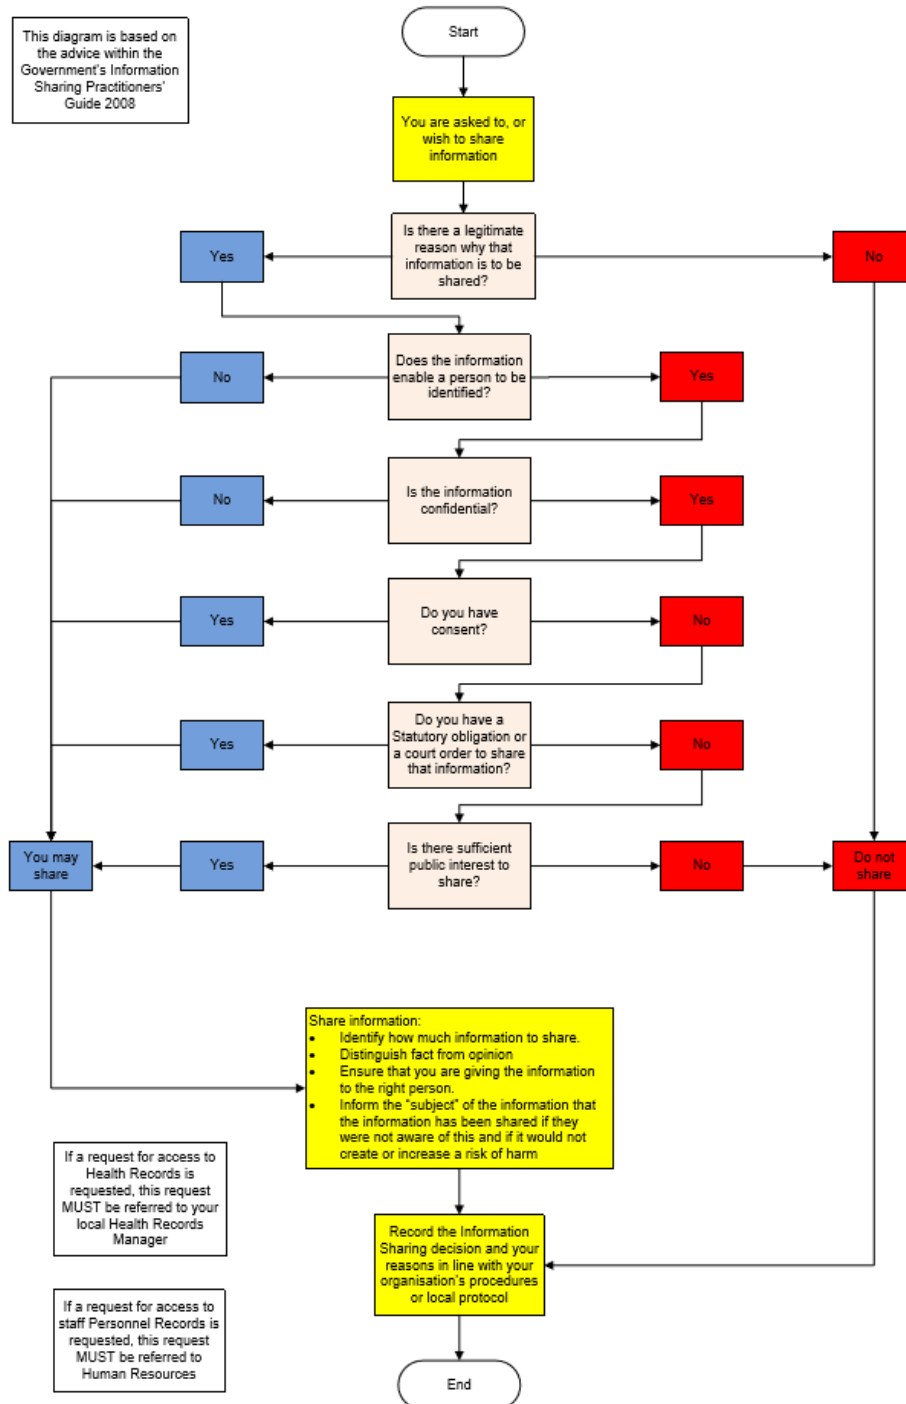 This diagram is based on
the advice within the
Government's Information
Sharing Practitioners'
Guide 2008
Start
You are asked to, or
wish to share
information
Is there a legitimate
reason why that
information is to be
shared?
Yes
No
Does the information
enable a person to be
identified?
No
Yes
Is the information
confidential?
No
Yes
Do you have
consent?
Yes
No
Do you have a
Statutory obligation or
a court order to share
that information?
Yes
No
Is there sufficient
public interest to
share?
You may
share
Yes
No
Do not
share
Share information:
• Identify how much information to share.
• Distinguish fact from opinion
• Ensure that you are giving the information
to the right person.
• Inform the "subject" of the information that
the information has been shared if they
were not aware of this and if it would not
create or increase a risk of harm
If a request for access to
Health Records is
requested, this request
MUST be referred to your
local Health Records
Manager
Record the Information
Sharing decision and your
reasons in line with your
organisation's procedures
or local protocol
If a request for access to
staff Personnel Records is
requested, this request
MUST be referred to
Human Resources
End